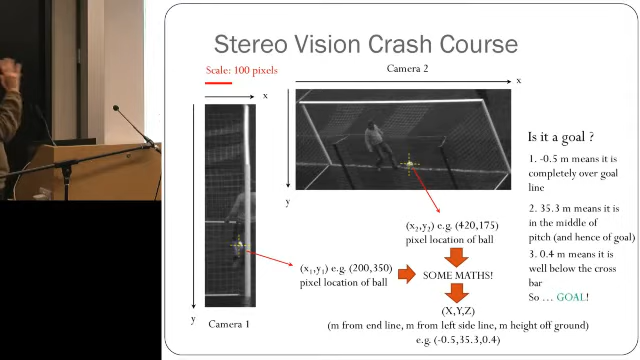 Stereo Vision Crash Course
Scale: 100 pixels
Camera 2
x
x
y
y
Camera 1
(x₁,y₁) e.g. (200,350)
pixel location of ball
(x₂,y₂) e.g. (420,175)
pixel location of ball
SOME MATHS!
(X,Y,Z)
(m from end line, m from left side line, m height off ground)
e.g. (-0.5,35.3,0.4)
Is it a goal ?
1. -0.5 m means it is
completely over goal
line
2. 35.3 m means it is
in the middle of
pitch (and hence of goal)
3. 0.4 m means it is
well below the cross
bar
So … GOAL!